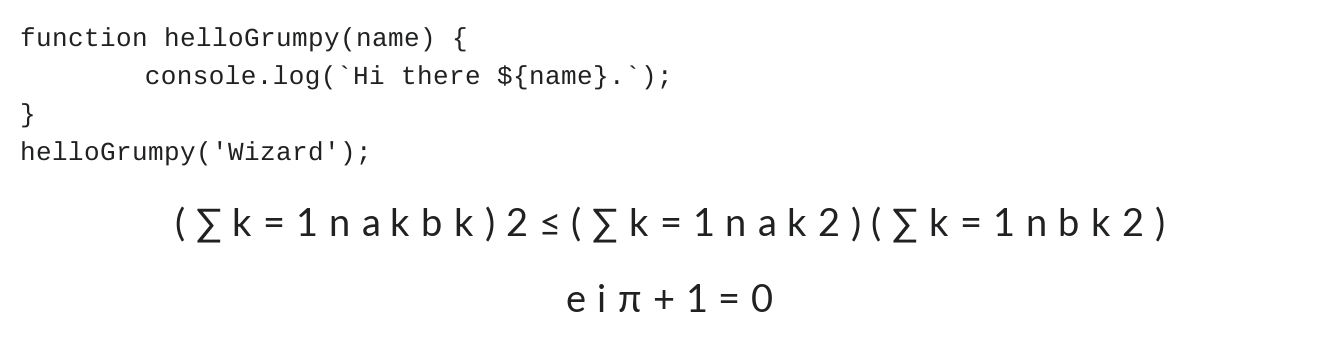 function helloGrumpy(name) {
        console.log(`Hi there ${name}.`);
}
helloGrumpy('Wizard');
( ∑ k = 1 n a k b k ) 2 ≤ ( ∑ k = 1 n a k 2 ) ( ∑ k = 1 n b k 2 )
e i π + 1 = 0